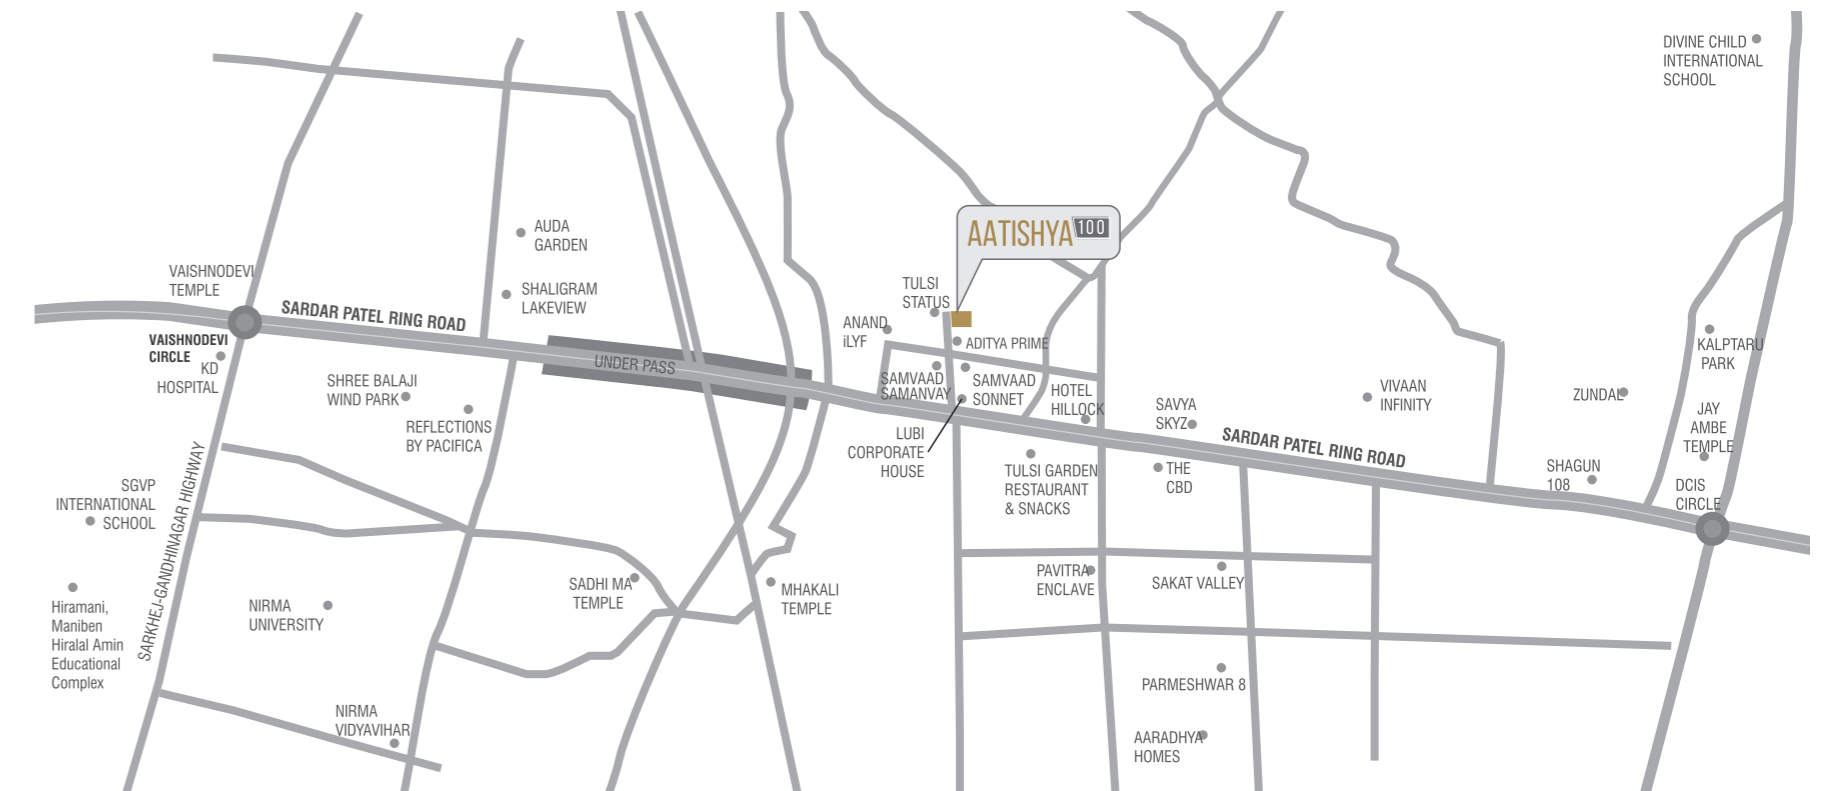 DIVINE CHILD
INTERNATIONAL
SCHOOL
AUDA
GARDEN
AATISHYA 100
VAISHNODEVI
TEMPLE
SHALIGRAM
LAKEVIEW
TULSI
STATUS
SARDAR PATEL RING ROAD
ANAND
iLYF
ADITYA PRIME
VAISHNODEVI
CIRCLE
KD
HOSPITAL
UNDER PASS
KALPTARU
PARK
SHREE BALAJI
WIND PARK
SAMVAAD
SAMANVAY
SAMVAAD
SONNET
HOTEL
HILLOCK
VIVAAN
INFINITY
ZUNDAL
SAVYA
SKYZ
JAY
AMBE
TEMPLE
REFLECTIONS
BY PACIFICA
LUBI
CORPORATE
HOUSE
SARDAR PATEL RING ROAD
TULSI GARDEN
RESTAURANT
& SNACKS
THE
CBD
SHAGUN
108
DCIS
CIRCLE
SGVP
INTERNATIONAL
SCHOOL
SARKHEJ-GANDHINAGAR HIGHWAY
Hiramani,
Maniben
Hiralal Amin
Educational
Complex
NIRMA
UNIVERSITY
SADHI MA
TEMPLE
MHAKALI
TEMPLE
PAVITRA
ENCLAVE
SAKAT VALLEY
PARMESHWAR 8
NIRMA
VIDYAVIHAR
AARADHYA
HOMES